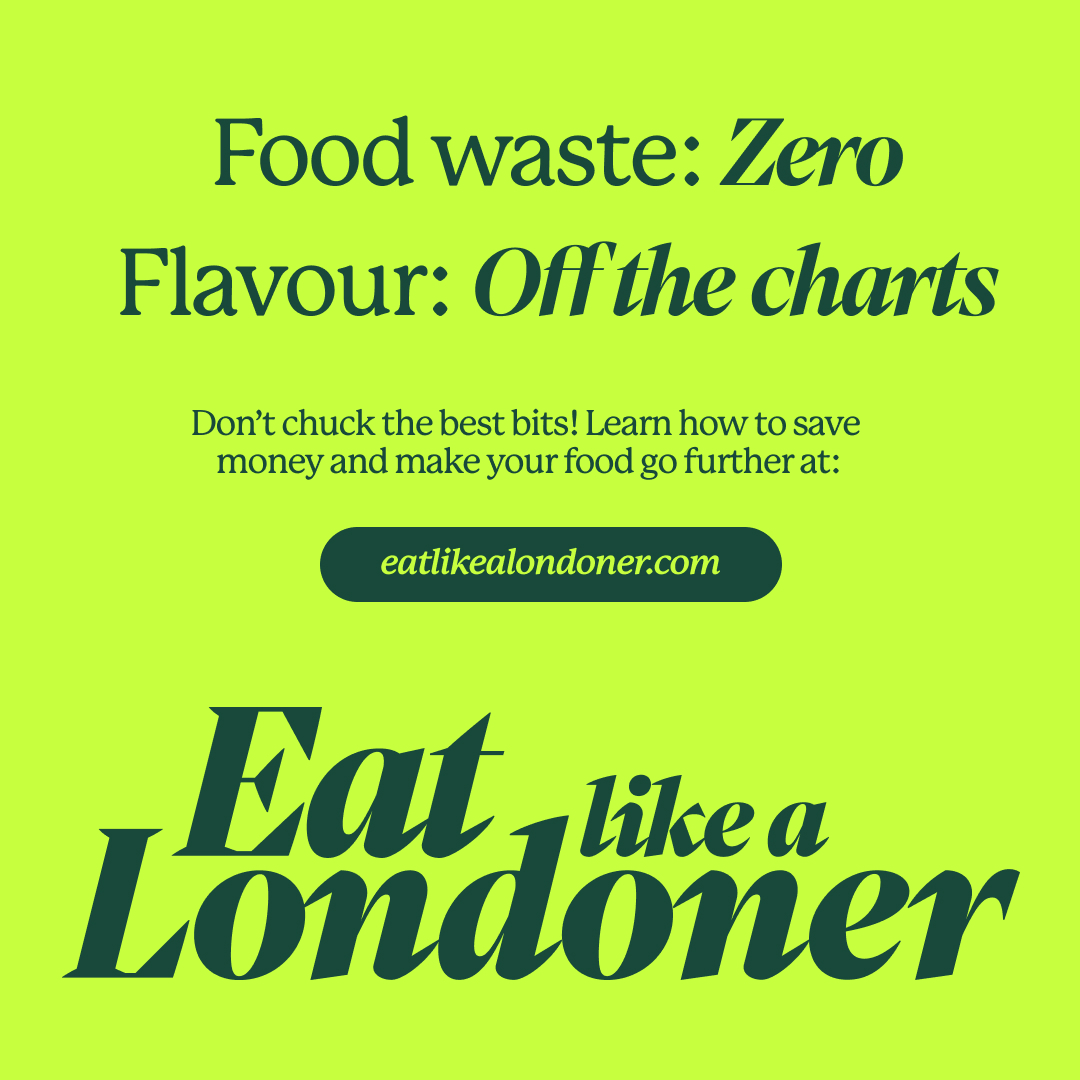 Food waste: Zero
Flavour: Off the charts
Don’t chuck the best bits! Learn how to save
money and make your food go further at:
eatlikealondoner.com
Eat like a
Londoner